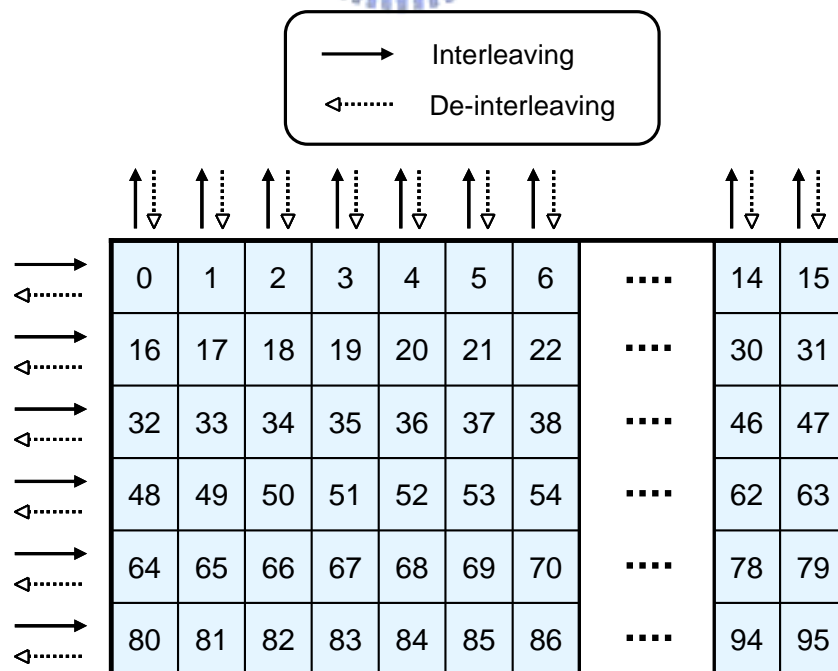 Interleaving
De-interleaving
0 1 2 3 4 5 6 .... 14 15
16 17 18 19 20 21 22 .... 30 31
32 33 34 35 36 37 38 .... 46 47
48 49 50 51 52 53 54 .... 62 63
64 65 66 67 68 69 70 .... 78 79
80 81 82 83 84 85 86 .... 94 95